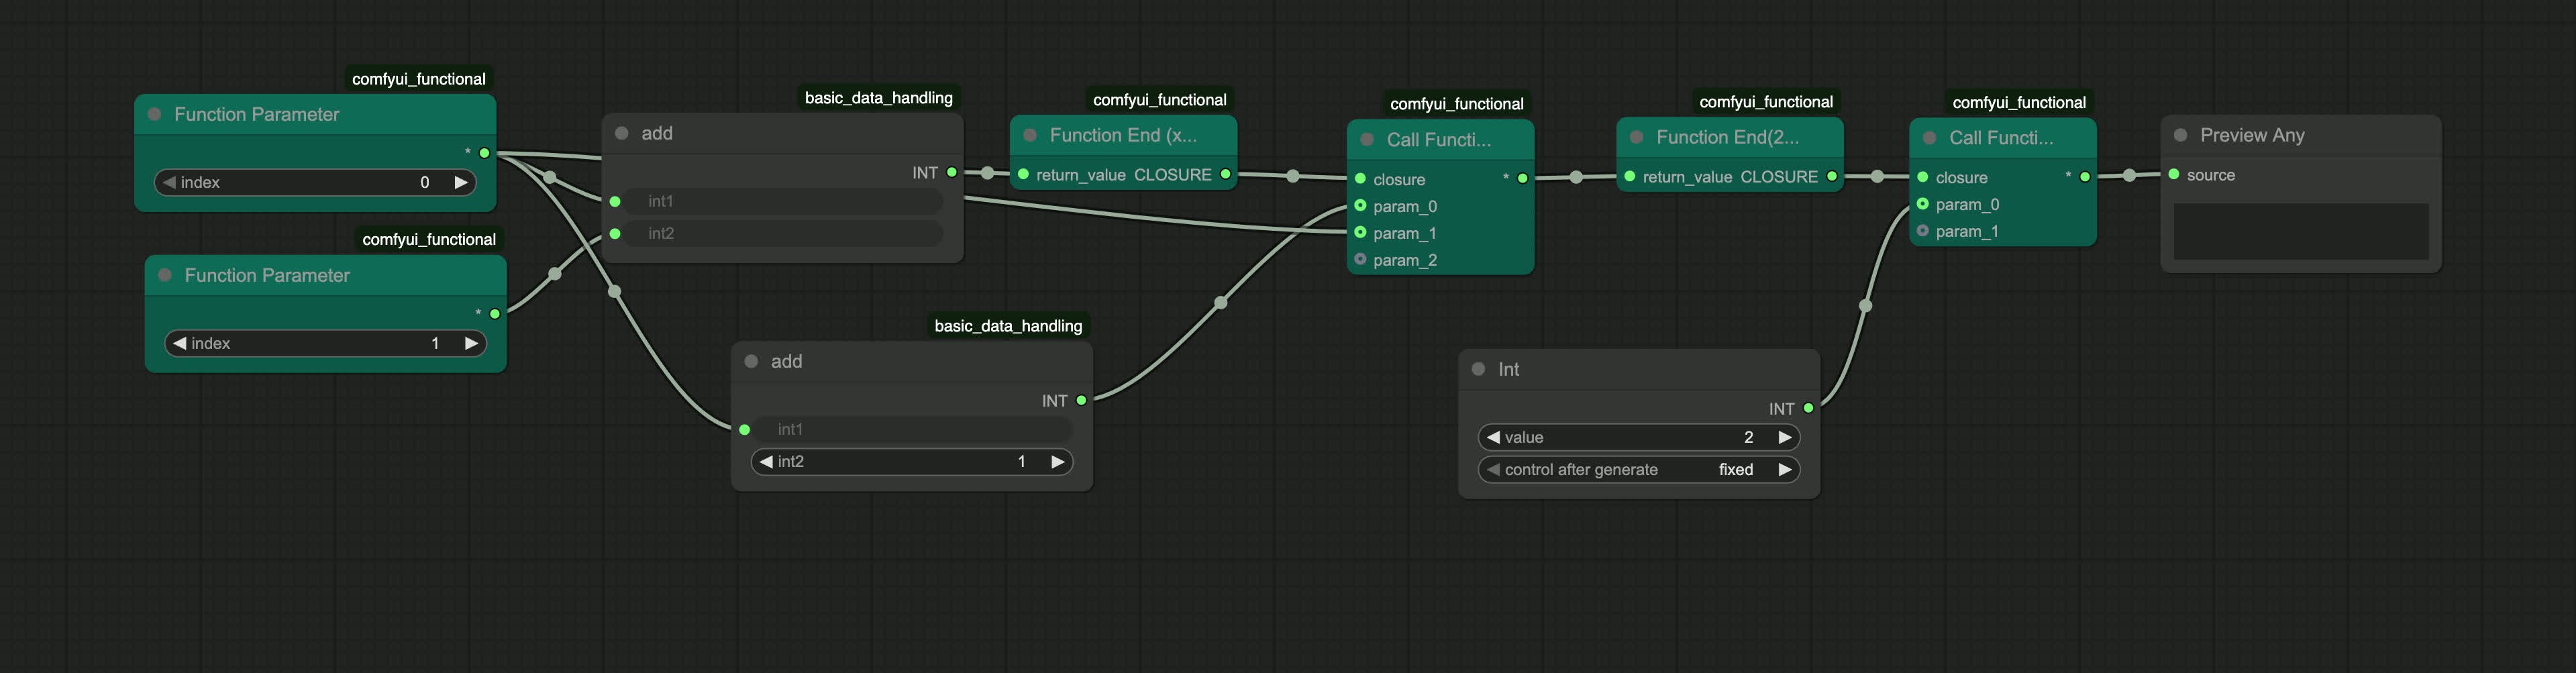 comfyui_functional
Function Parameter
*
index 0
comfyui_functional
Function Parameter
*
index 1
basic_data_handling
add
INT
int1
int2
basic_data_handling
add
INT
int1
int2 1
comfyui_functional
Function End (x...
return_value CLOSURE
comfyui_functional
Call Functi...
closure *
param_0
param_1
param_2
comfyui_functional
Function End(2...
return_value CLOSURE
Int
INT
value 2
control after generate fixed
comfyui_functional
Call Functi...
closure *
param_0
param_1
Preview Any
source